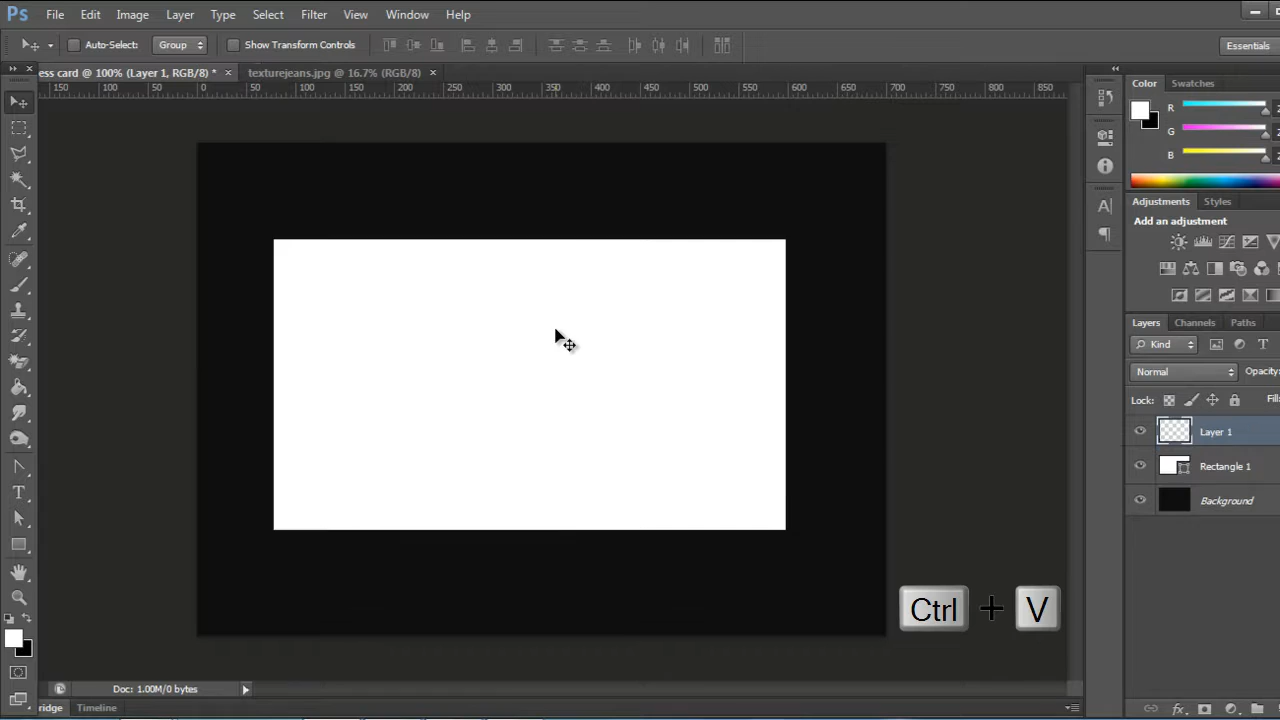 Ps File Edit Image Layer Type Select Filter View Window Help
Auto-Select: Group Show Transform Controls Essentials
ess card @ 100% (Layer 1, RGB/8) * × texturejeans.jpg @ 16.7% (RGB/8) ×
150 100 50 0 50 100 150 200 250 300 350 400 450 500 550 600 650 700 750 800 850
Color Swatches
R 2
G 2
B 2
Adjustments Styles
Add an adjustment
Layers Channels Paths
Kind T
Normal Opacity:
Lock: Fill:
Layer 1
Rectangle 1
Background
A
T
Ctrl + V
Doc: 1.00M/0 bytes
ridge Timeline
fx